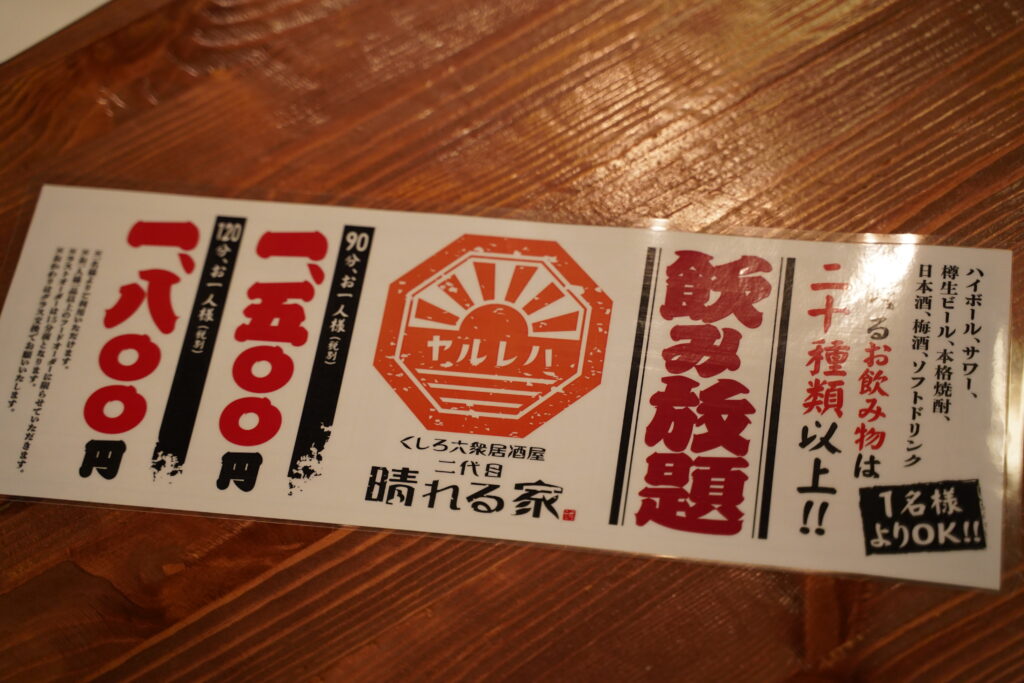 ハイボール、サワー、
樽生ビール、本格焼酎、
日本酒、梅酒、ソフトドリンク
るお飲み物は
二十種類以上!!
1名様
よりOK!!
飲み放題
ヤルレハ
くしろ大衆居酒屋
二代目
晴れる家
90分、お一人様(税別)
一、五〇〇円
120分、お一人様(税別)
一、八〇〇円